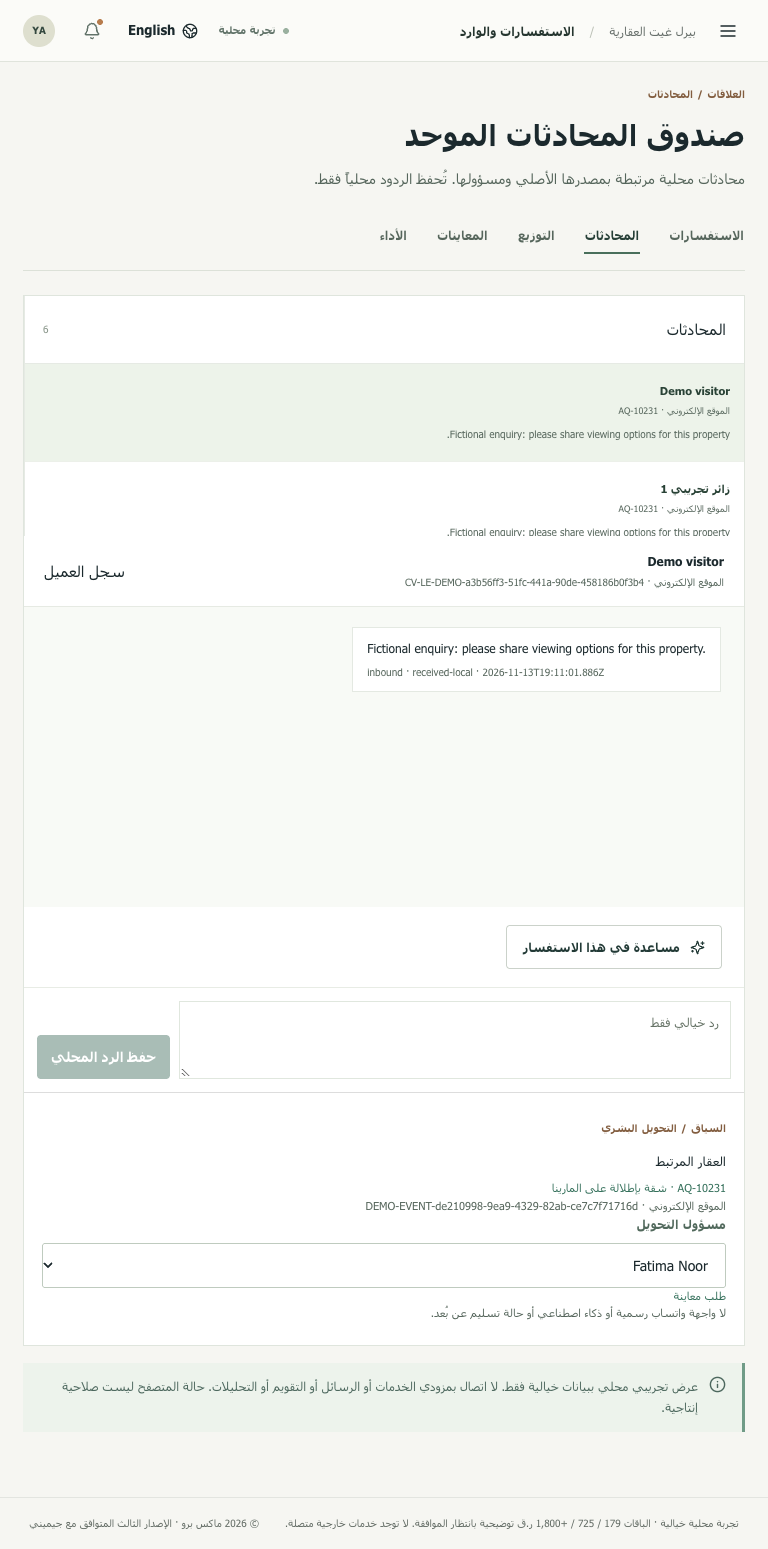 بيرل غيت العقارية / الاستفسارات والوارد
تجربة محلية
English
YA
العلاقات / المحادثات
صندوق المحادثات الموحد
محادثات محلية مرتبطة بمصدرها الأصلي ومسؤولها. تُحفظ الردود محلياً فقط.
الاستفسارات المحادثات التوزيع المعاينات الأداء
المحادثات
6
Demo visitor
الموقع الإلكتروني · AQ-10231
Fictional enquiry: please share viewing options for this property.
زائر تجريبي 1
الموقع الإلكتروني · AQ-10231
Fictional enquiry: please share viewing options for this property.
Demo visitor
الموقع الإلكتروني · CV-LE-DEMO-a3b56ff3-51fc-441a-90de-458186b0f3b4
سجل العميل
Fictional enquiry: please share viewing options for this property.
inbound · received-local · 2026-11-13T19:11:01.886Z
مساعدة في هذا الاستفسار
رد خيالي فقط
حفظ الرد المحلي
السياق / التحويل البشري
العقار المرتبط
AQ-10231 · شقة بإطلالة على المارينا
الموقع الإلكتروني · DEMO-EVENT-de210998-9ea9-4329-82ab-ce7c7f71716d
مسؤول التحويل
Fatima Noor
طلب معاينة
لا واجهة واتساب رسمية أو ذكاء اصطناعي أو حالة تسليم عن بُعد.
عرض تجريبي محلي ببيانات خيالية فقط. لا اتصال بمزودي الخدمات أو الرسائل أو التقويم أو التحليلات. حالة المتصفح ليست صلاحية
إنتاجية.
تجربة محلية خيالية · الباقات 179 / 725 / +1,800 ر.ق توضيحية بانتظار الموافقة. لا توجد خدمات خارجية متصلة.
© 2026 ماكس برو · الإصدار الثالث المتوافق مع جيميني